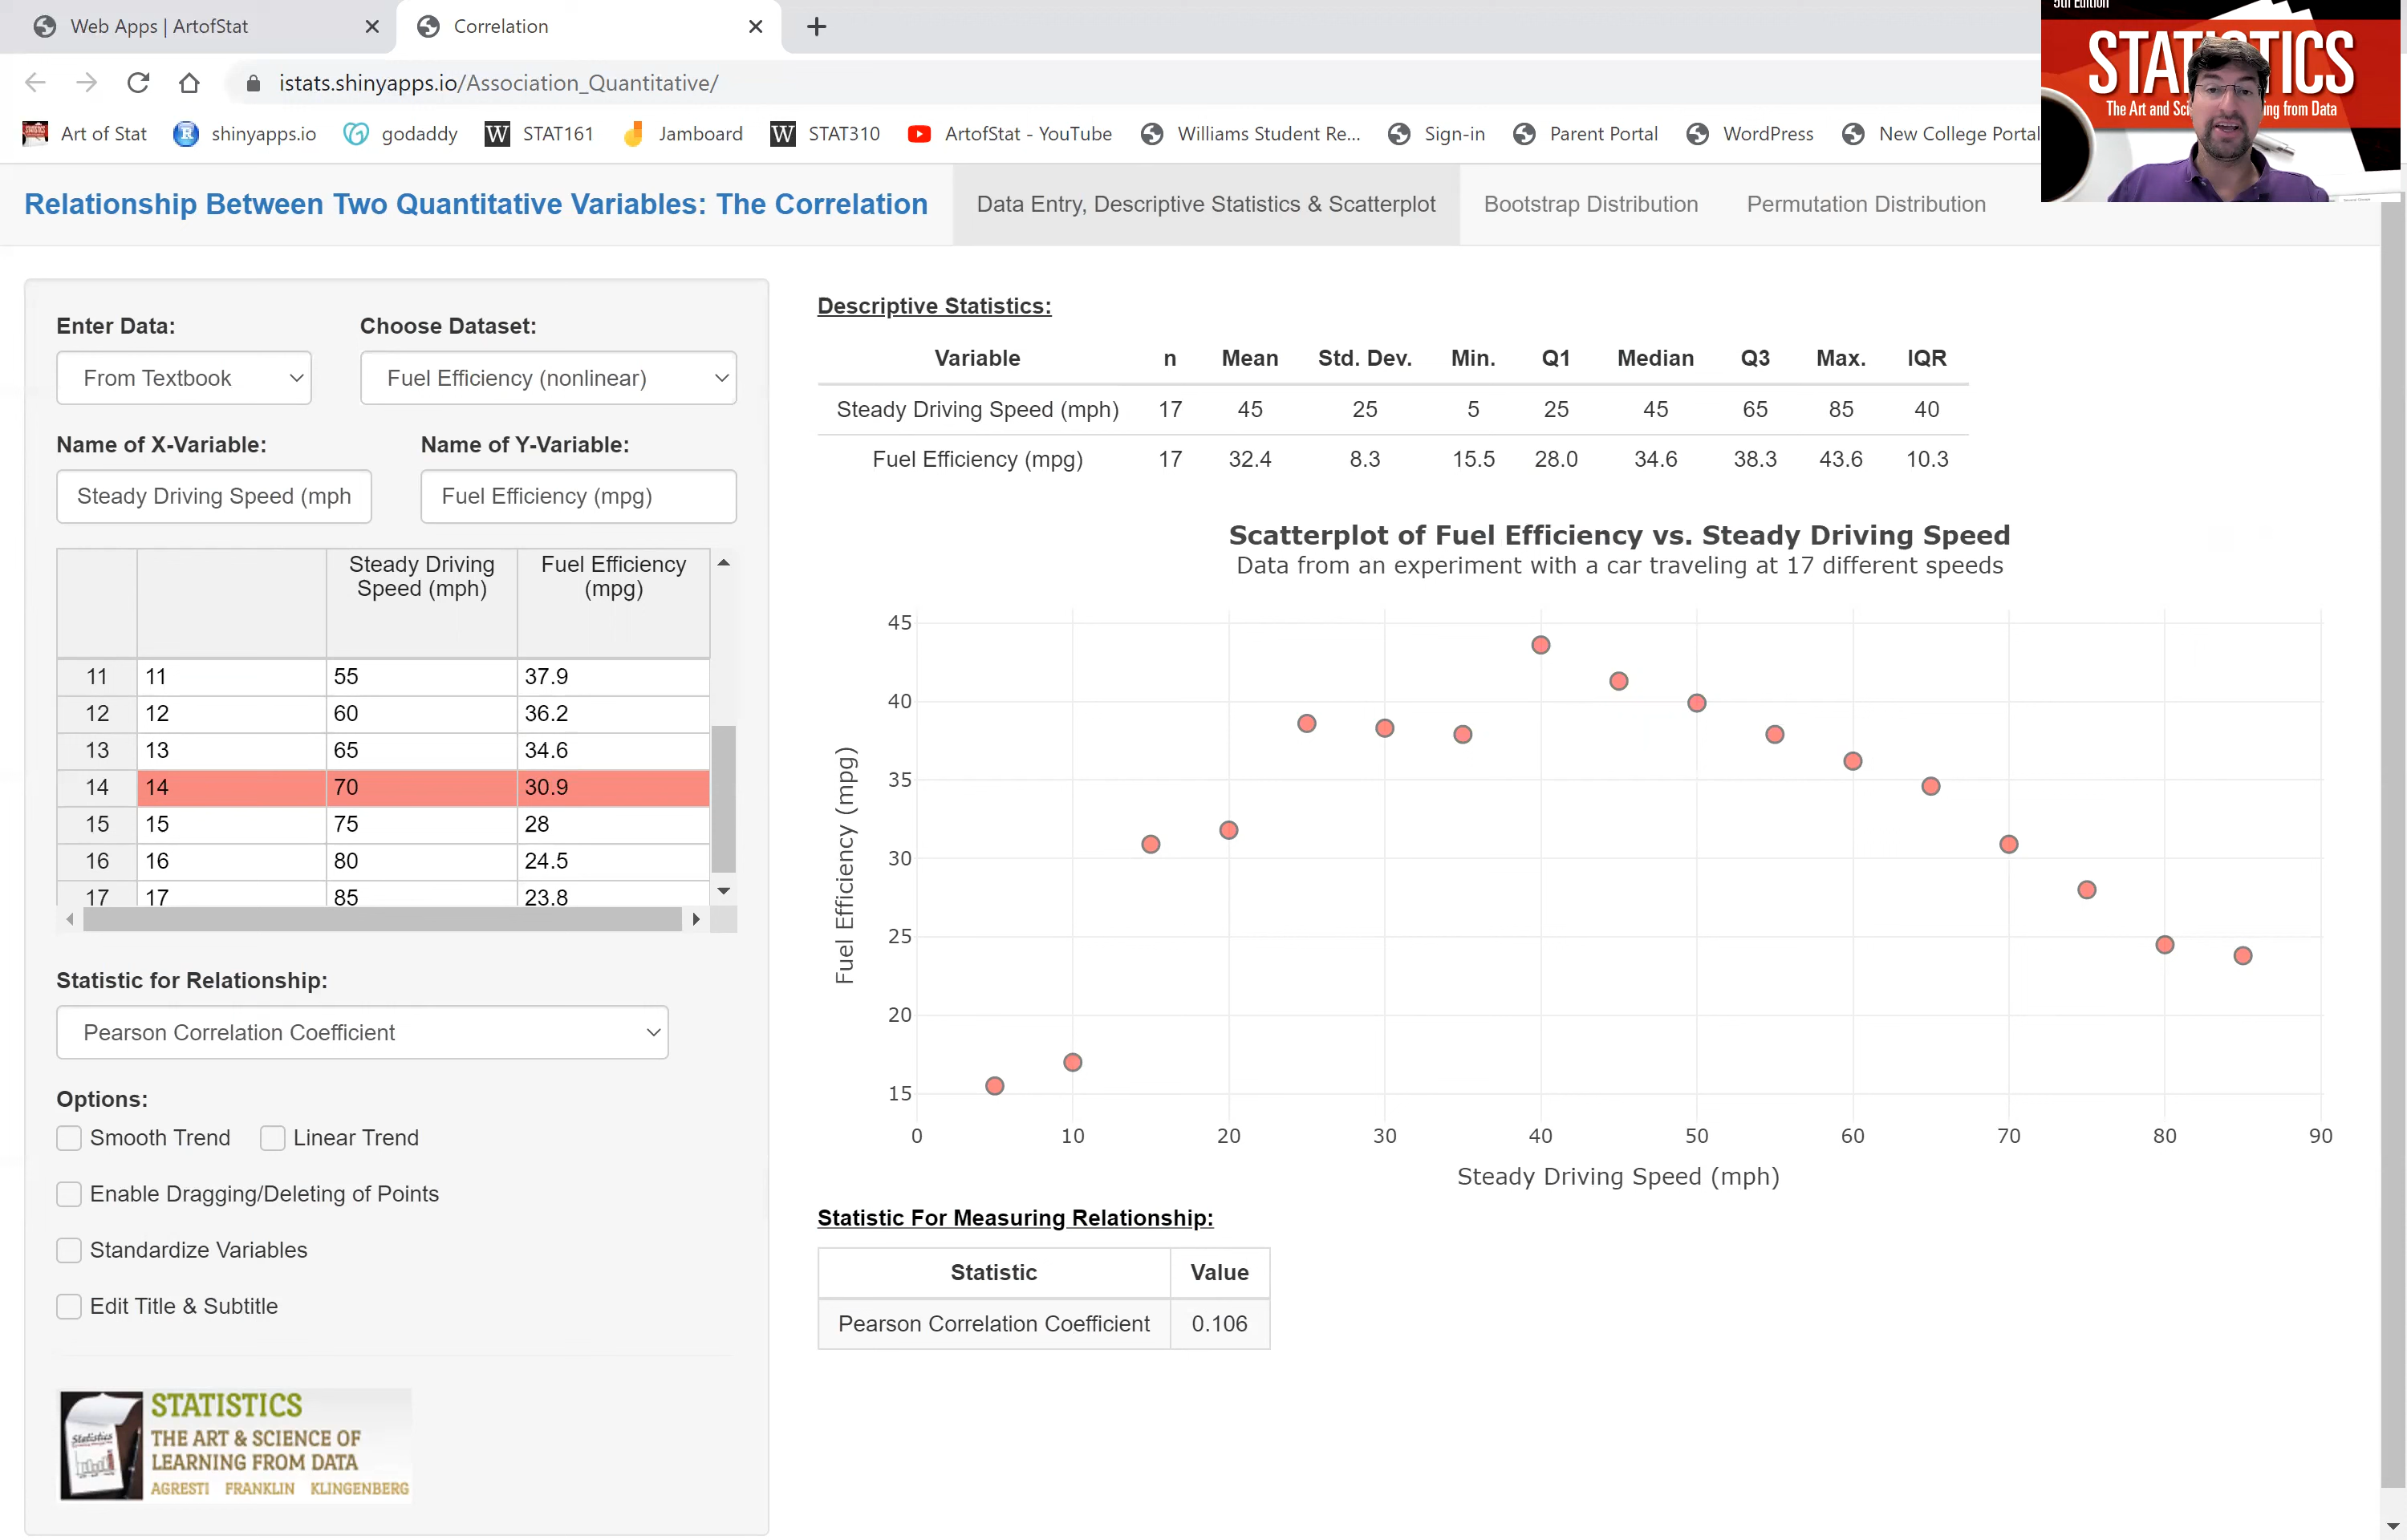 Web Apps | ArtofStat
Correlation
istats.shinyapps.io/Association_Quantitative/
Art of Stat
shinyapps.io
godaddy
STAT161
Jamboard
STAT310
ArtofStat - YouTube
Williams Student Re...
Sign-in
Parent Portal
WordPress
New College Portal
5th Edition
STATISTICS
The Art and Sci ing from Data
Relationship Between Two Quantitative Variables: The Correlation
Data Entry, Descriptive Statistics & Scatterplot
Bootstrap Distribution
Permutation Distribution
Enter Data:
Choose Dataset:
From Textbook
Fuel Efficiency (nonlinear)
Name of X-Variable:
Name of Y-Variable:
Steady Driving Speed (mph
Fuel Efficiency (mpg)
Steady Driving Speed (mph)
Fuel Efficiency (mpg)
11 11 55 37.9
12 12 60 36.2
13 13 65 34.6
14 14 70 30.9
15 15 75 28
16 16 80 24.5
17 17 85 23.8
Statistic for Relationship:
Pearson Correlation Coefficient
Options:
Smooth Trend
Linear Trend
Enable Dragging/Deleting of Points
Standardize Variables
Edit Title & Subtitle
Statistics
STATISTICS
THE ART & SCIENCE OF
LEARNING FROM DATA
AGRESTI FRANKLIN KLINGENBERG
Descriptive Statistics:
Variable n Mean Std. Dev. Min. Q1 Median Q3 Max. IQR
Steady Driving Speed (mph) 17 45 25 5 25 45 65 85 40
Fuel Efficiency (mpg) 17 32.4 8.3 15.5 28.0 34.6 38.3 43.6 10.3
Scatterplot of Fuel Efficiency vs. Steady Driving Speed
Data from an experiment with a car traveling at 17 different speeds
Fuel Efficiency (mpg)
45
40
35
30
25
20
15
0 10 20 30 40 50 60 70 80 90
Steady Driving Speed (mph)
Statistic For Measuring Relationship:
Statistic Value
Pearson Correlation Coefficient 0.106